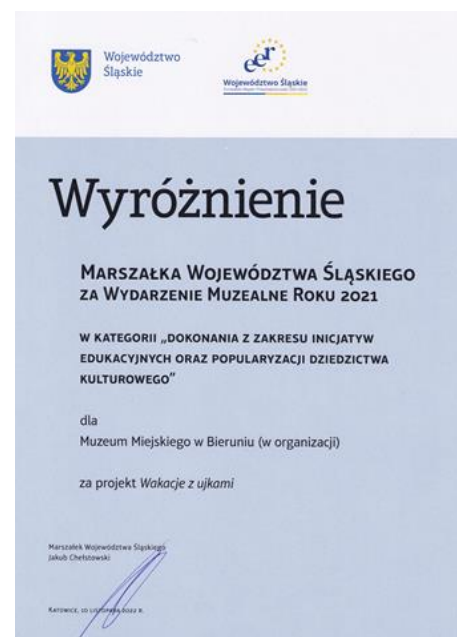 Województwo
Śląskie
eer
Województwo Śląskie
Wyróżnienie
Marszałka Województwa Śląskiego
za Wydarzenie Muzealne Roku 2021
w kategorii „dokonania z zakresu inicjatyw
edukacyjnych oraz popularyzacji dziedzictwa
kulturowego”
dla
Muzeum Miejskiego w Bieruniu (w organizacji)
za projekt Wakacje z ujkami
Marszałek Województwa Śląskiego
Jakub Chełstowski
Katowice, 10 listopada 2022 r.